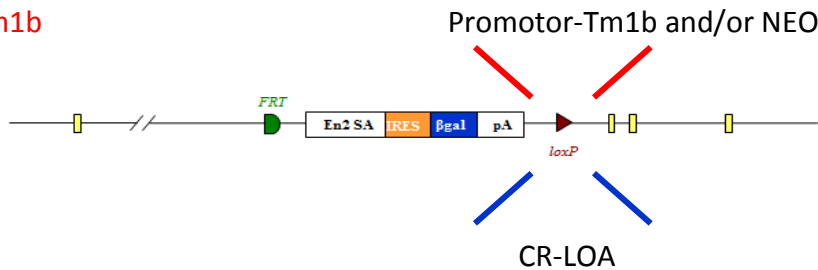 m1b
Promotor-Tm1b and/or NEO
FRT
En2 SA IRES βgal pA
loxP
CR-LOA